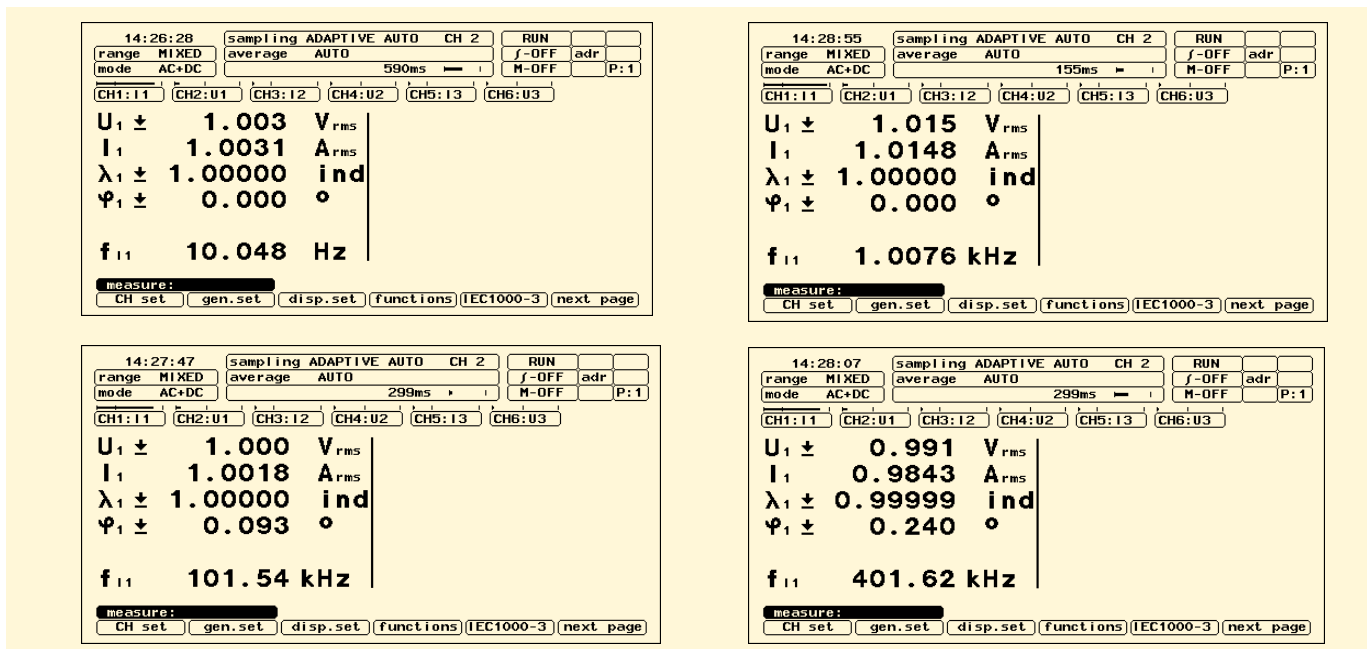 14:26:28 sampling ADAPTIVE AUTO CH 2 RUN
range MIXED average AUTO ∫-OFF adr
mode AC+DC 590ms M-OFF P:1
CH1:I1 CH2:U1 CH3:I2 CH4:U2 CH5:I3 CH6:U3
U1 ± 1.003 Vrms
I1 1.0031 Arms
λ1 ± 1.00000 ind
φ1 ± 0.000 °
fI1 10.048 Hz
measure:
CH set gen.set disp.set functions IEC1000-3 next page
14:28:55 sampling ADAPTIVE AUTO CH 2 RUN
range MIXED average AUTO ∫-OFF adr
mode AC+DC 155ms M-OFF P:1
CH1:I1 CH2:U1 CH3:I2 CH4:U2 CH5:I3 CH6:U3
U1 ± 1.015 Vrms
I1 1.0148 Arms
λ1 ± 1.00000 ind
φ1 ± 0.000 °
fI1 1.0076 kHz
measure:
CH set gen.set disp.set functions IEC1000-3 next page
14:27:47 sampling ADAPTIVE AUTO CH 2 RUN
range MIXED average AUTO ∫-OFF adr
mode AC+DC 299ms M-OFF P:1
CH1:I1 CH2:U1 CH3:I2 CH4:U2 CH5:I3 CH6:U3
U1 ± 1.000 Vrms
I1 1.0018 Arms
λ1 ± 1.00000 ind
φ1 ± 0.093 °
fI1 101.54 kHz
measure:
CH set gen.set disp.set functions IEC1000-3 next page
14:28:07 sampling ADAPTIVE AUTO CH 2 RUN
range MIXED average AUTO ∫-OFF adr
mode AC+DC 299ms M-OFF P:1
CH1:I1 CH2:U1 CH3:I2 CH4:U2 CH5:I3 CH6:U3
U1 ± 0.991 Vrms
I1 0.9843 Arms
λ1 ± 0.99999 ind
φ1 ± 0.240 °
fI1 401.62 kHz
measure:
CH set gen.set disp.set functions IEC1000-3 next page